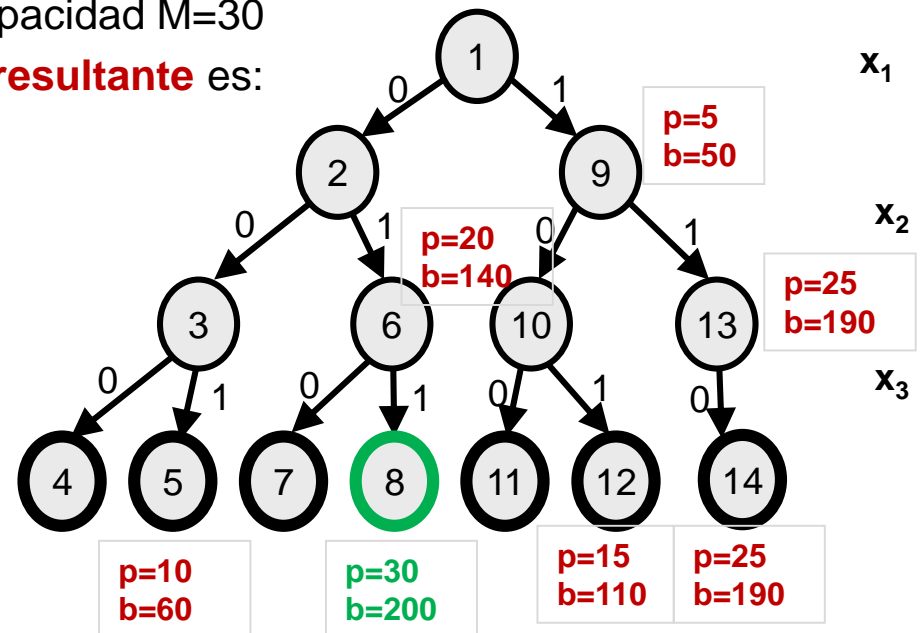 pacidad M=30
resultante es:
1
x1
0
1
p=5
b=50
2
9
x2
0
1
p=20
b=140
0
1
p=25
b=190
3
6
10
13
x3
0
1
0
1
0
1
0
4
5
7
8
11
12
14
p=10
b=60
p=30
b=200
p=15
b=110
p=25
b=190